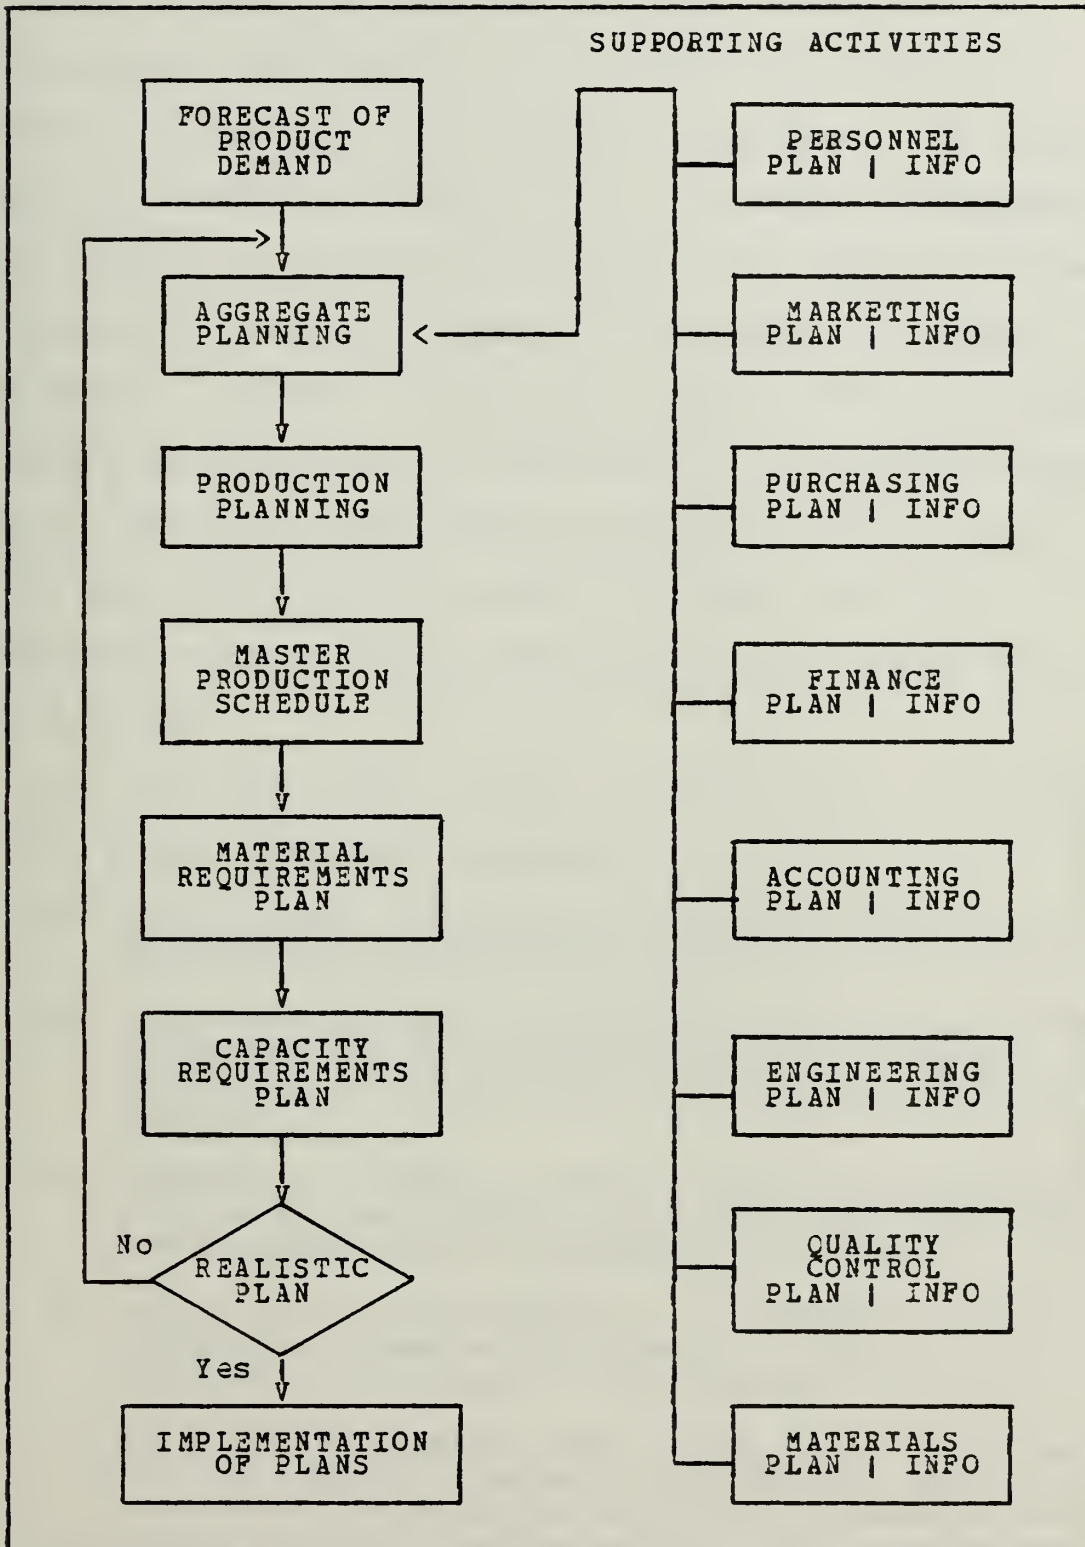 SUPPORTING ACTIVITIES
FORECAST OF
PRODUCT
DEMAND
AGGREGATE
PLANNING
PRODUCTION
PLANNING
MASTER
PRODUCTION
SCHEDULE
MATERIAL
REQUIREMENTS
PLAN
CAPACITY
REQUIREMENTS
PLAN
No
REALISTIC
PLAN
Yes
IMPLEMENTATION
OF PLANS
PERSONNEL
PLAN | INFO
MARKETING
PLAN | INFO
PURCHASING
PLAN | INFO
FINANCE
PLAN | INFO
ACCOUNTING
PLAN | INFO
ENGINEERING
PLAN | INFO
QUALITY
CONTROL
PLAN | INFO
MATERIALS
PLAN | INFO